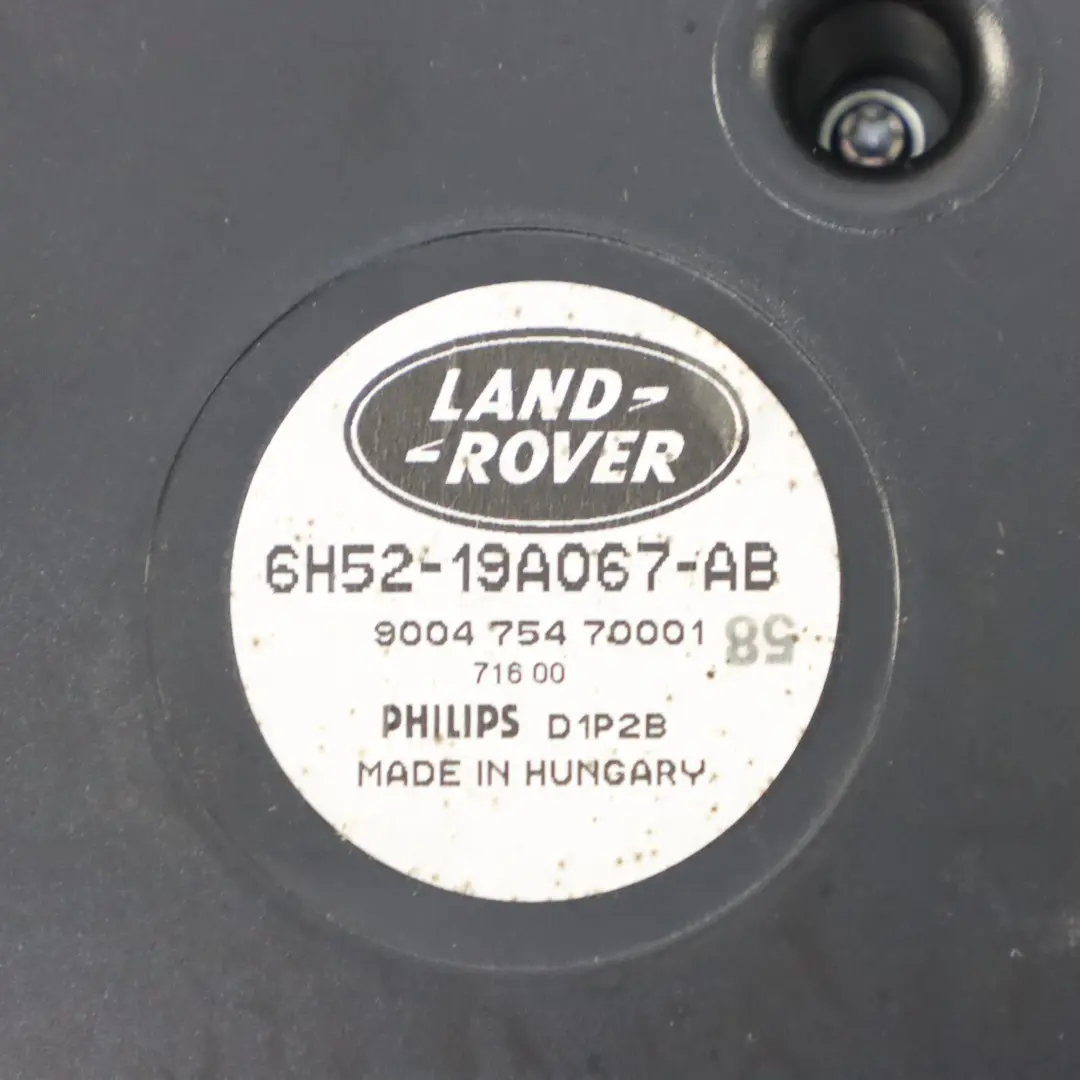 LAND
ROVER
6H52-19A067-AB
9004 754 70001
58
716 00
PHILIPS D1P2B
MADE IN HUNGARY